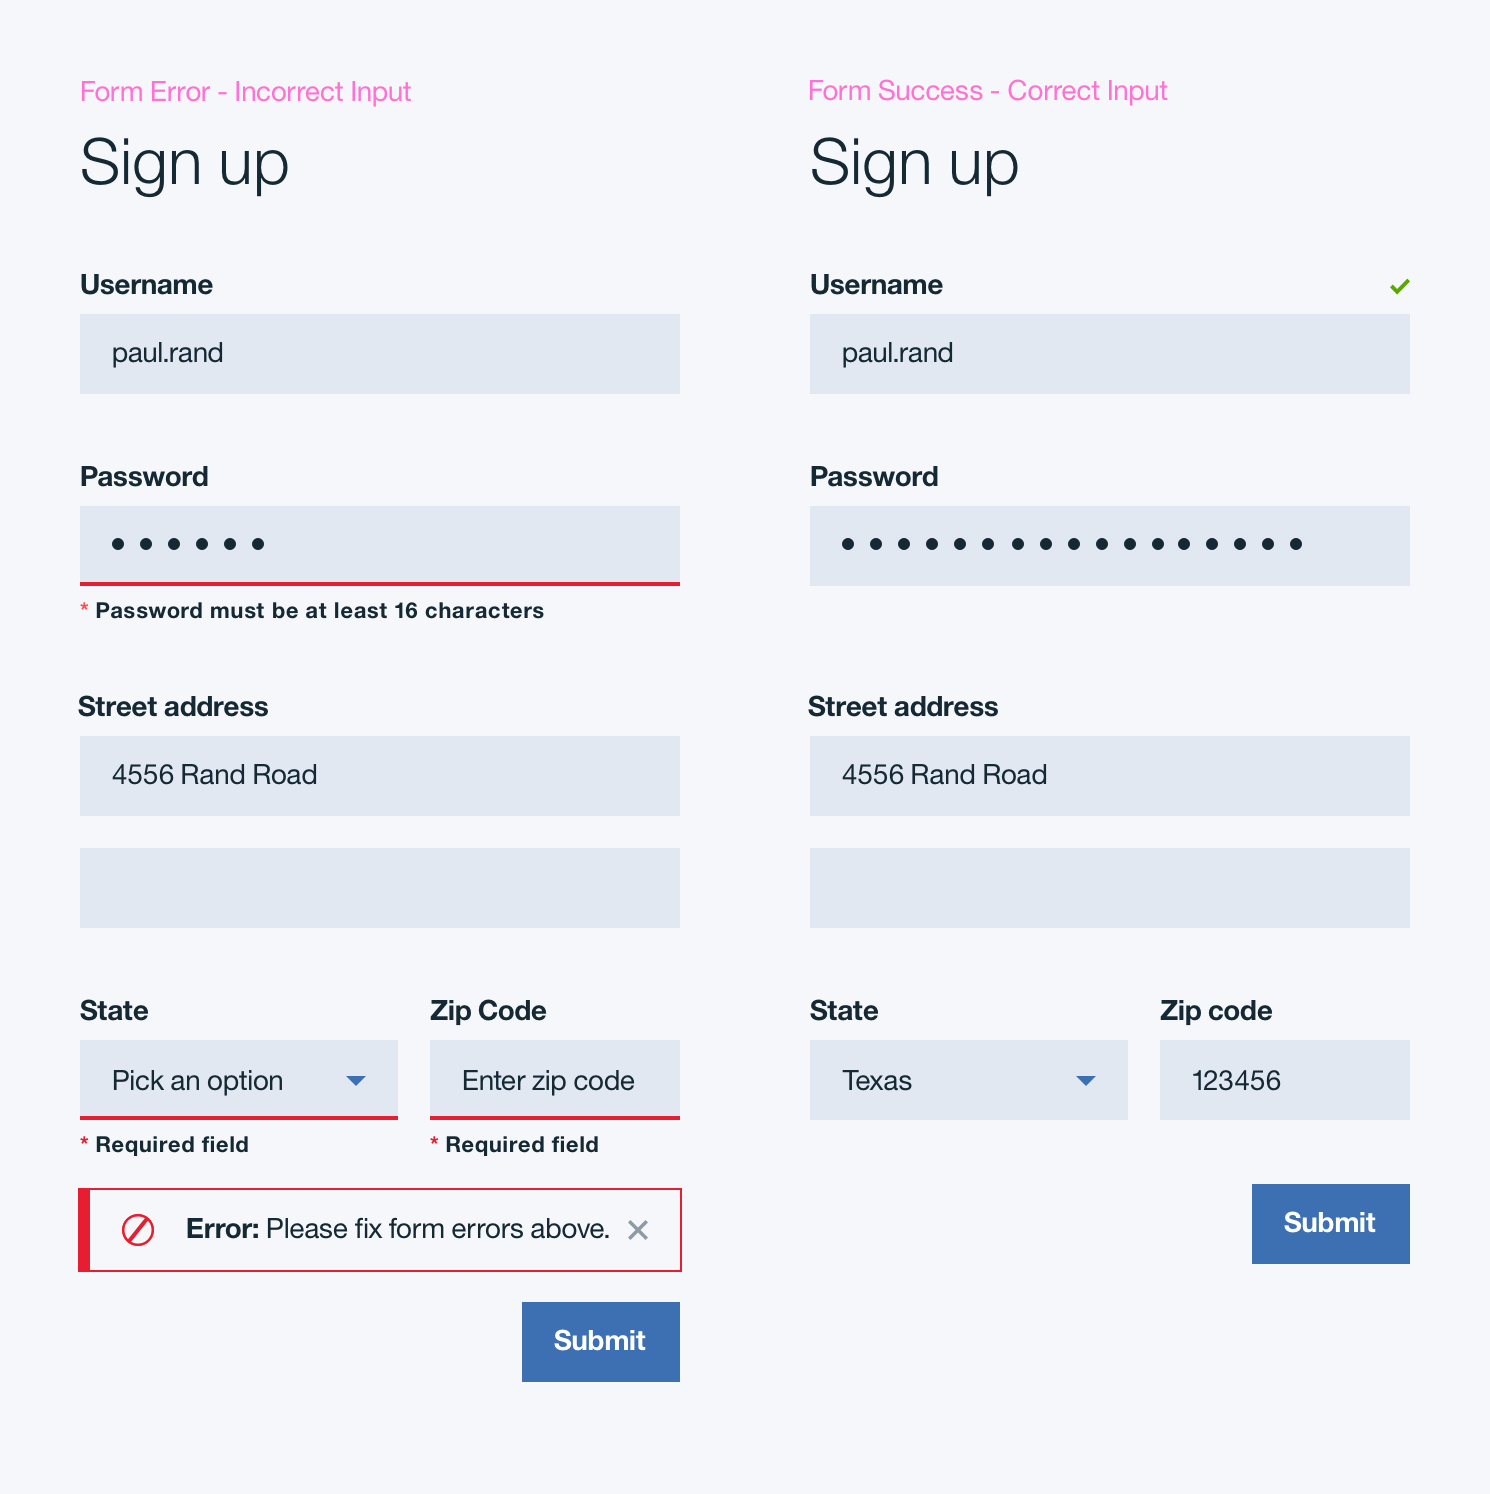 Form Error - Incorrect Input
Sign up
Username
paul.rand
Password
••••••
* Password must be at least 16 characters
Street address
4556 Rand Road
State
Pick an option
* Required field
Zip Code
Enter zip code
* Required field
Error: Please fix form errors above.
Submit
Form Success - Correct Input
Sign up
Username
paul.rand
Password
•••••••••••••••••
Street address
4556 Rand Road
State
Texas
Zip code
123456
Submit